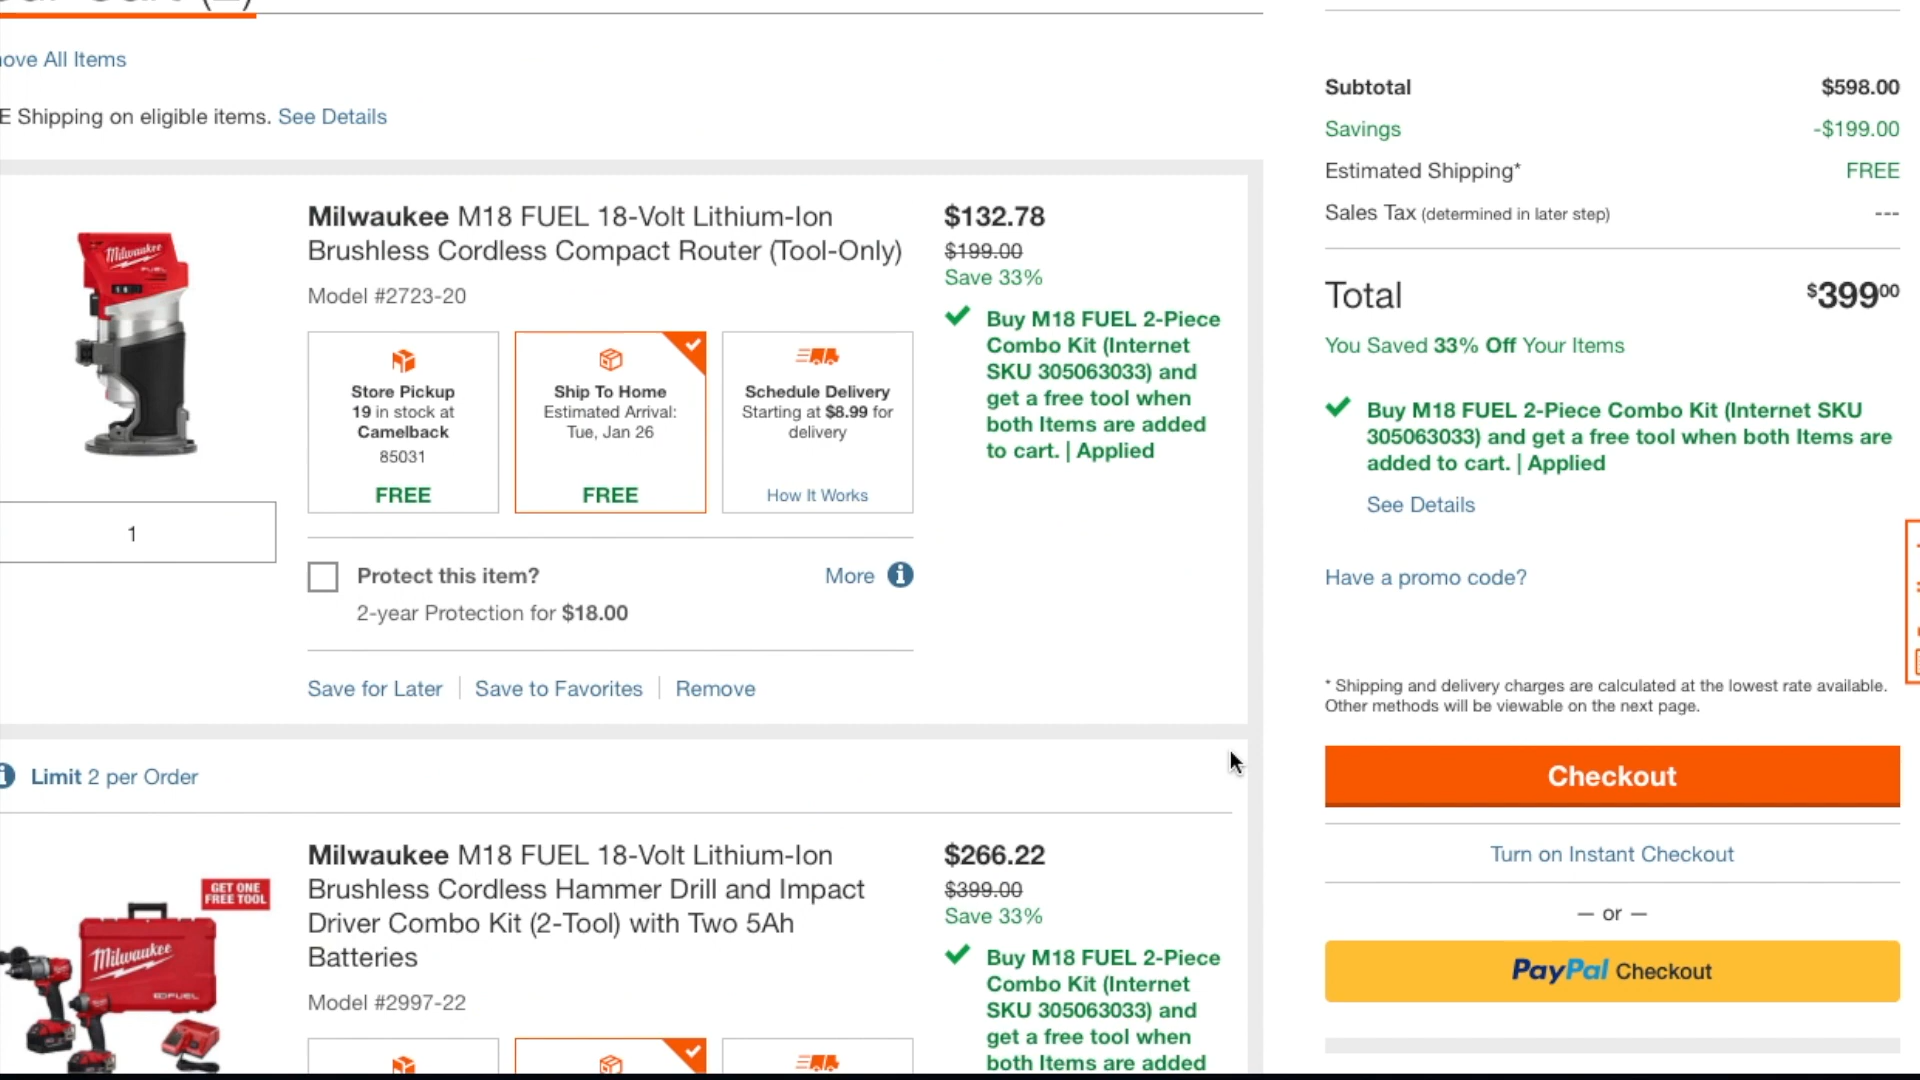 ove All Items
E Shipping on eligible items. See Details
Milwaukee M18 FUEL 18-Volt Lithium-Ion
Brushless Cordless Compact Router (Tool-Only)
Model #2723-20
$132.78
$199.00
Save 33%
Buy M18 FUEL 2-Piece
Combo Kit (Internet
SKU 305063033) and
get a free tool when
both Items are added
to cart. | Applied
Milwaukee
FUEL
1
Store Pickup
19 in stock at
Camelback
85031
FREE
Ship To Home
Estimated Arrival:
Tue, Jan 26
FREE
Schedule Delivery
Starting at $8.99 for
delivery
How It Works
Protect this item?
More
2-year Protection for $18.00
Save for Later
Save to Favorites
Remove
Limit 2 per Order
GET ONE
FREE TOOL
Milwaukee
FUEL
Milwaukee M18 FUEL 18-Volt Lithium-Ion
Brushless Cordless Hammer Drill and Impact
Driver Combo Kit (2-Tool) with Two 5Ah
Batteries
Model #2997-22
$266.22
$399.00
Save 33%
Buy M18 FUEL 2-Piece
Combo Kit (Internet
SKU 305063033) and
get a free tool when
both Items are added
Subtotal $598.00
Savings -$199.00
Estimated Shipping* FREE
Sales Tax (determined in later step) ---
Total $399⁰⁰
You Saved 33% Off Your Items
Buy M18 FUEL 2-Piece Combo Kit (Internet SKU
305063033) and get a free tool when both Items are
added to cart. | Applied
See Details
Have a promo code?
* Shipping and delivery charges are calculated at the lowest rate available.
Other methods will be viewable on the next page.
Checkout
Turn on Instant Checkout
— or —
PayPal Checkout